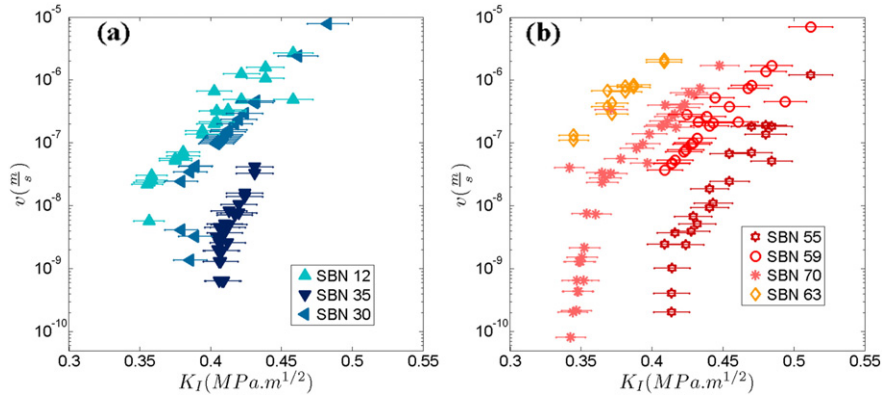 (a)
10^-5
10^-6
10^-7
10^-8
10^-9
10^-10
v(m/s)
SBN 12
SBN 35
SBN 30
0.3 0.35 0.4 0.45 0.5 0.55
K_I(MPa.m^1/2)
(b)
10^-5
10^-6
10^-7
10^-8
10^-9
10^-10
v(m/s)
SBN 55
SBN 59
SBN 70
SBN 63
0.3 0.35 0.4 0.45 0.5 0.55
K_I(MPa.m^1/2)